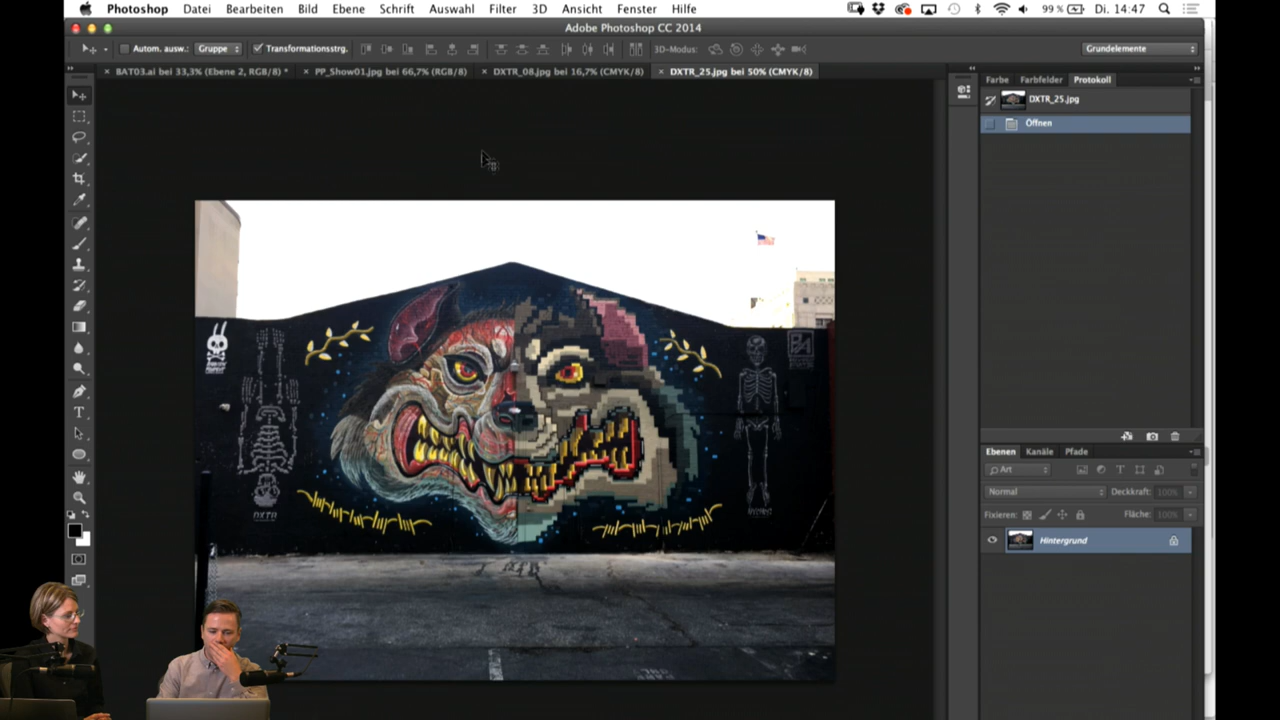 Photoshop Datei Bearbeiten Bild Ebene Schrift Auswahl Filter 3D Ansicht Fenster Hilfe 99 % Di. 14:47
Adobe Photoshop CC 2014
Autom. ausw.: Gruppe Transformationsstrg. 3D-Modus: Grundelemente
BAT03.ai bei 33,3% (Ebene 2, RGB/8) * PP_Show01.jpg bei 66,7% (RGB/8) DXTR_08.jpg bei 16,7% (CMYK/8) DXTR_25.jpg bei 50% (CMYK/8)
Farbe Farbfelder Protokoll
DXTR_25.jpg
Öffnen
DXTR
Ebenen Kanäle Pfade
Art
Normal Deckkraft: 100%
Fixieren: Fläche: 100%
Hintergrund